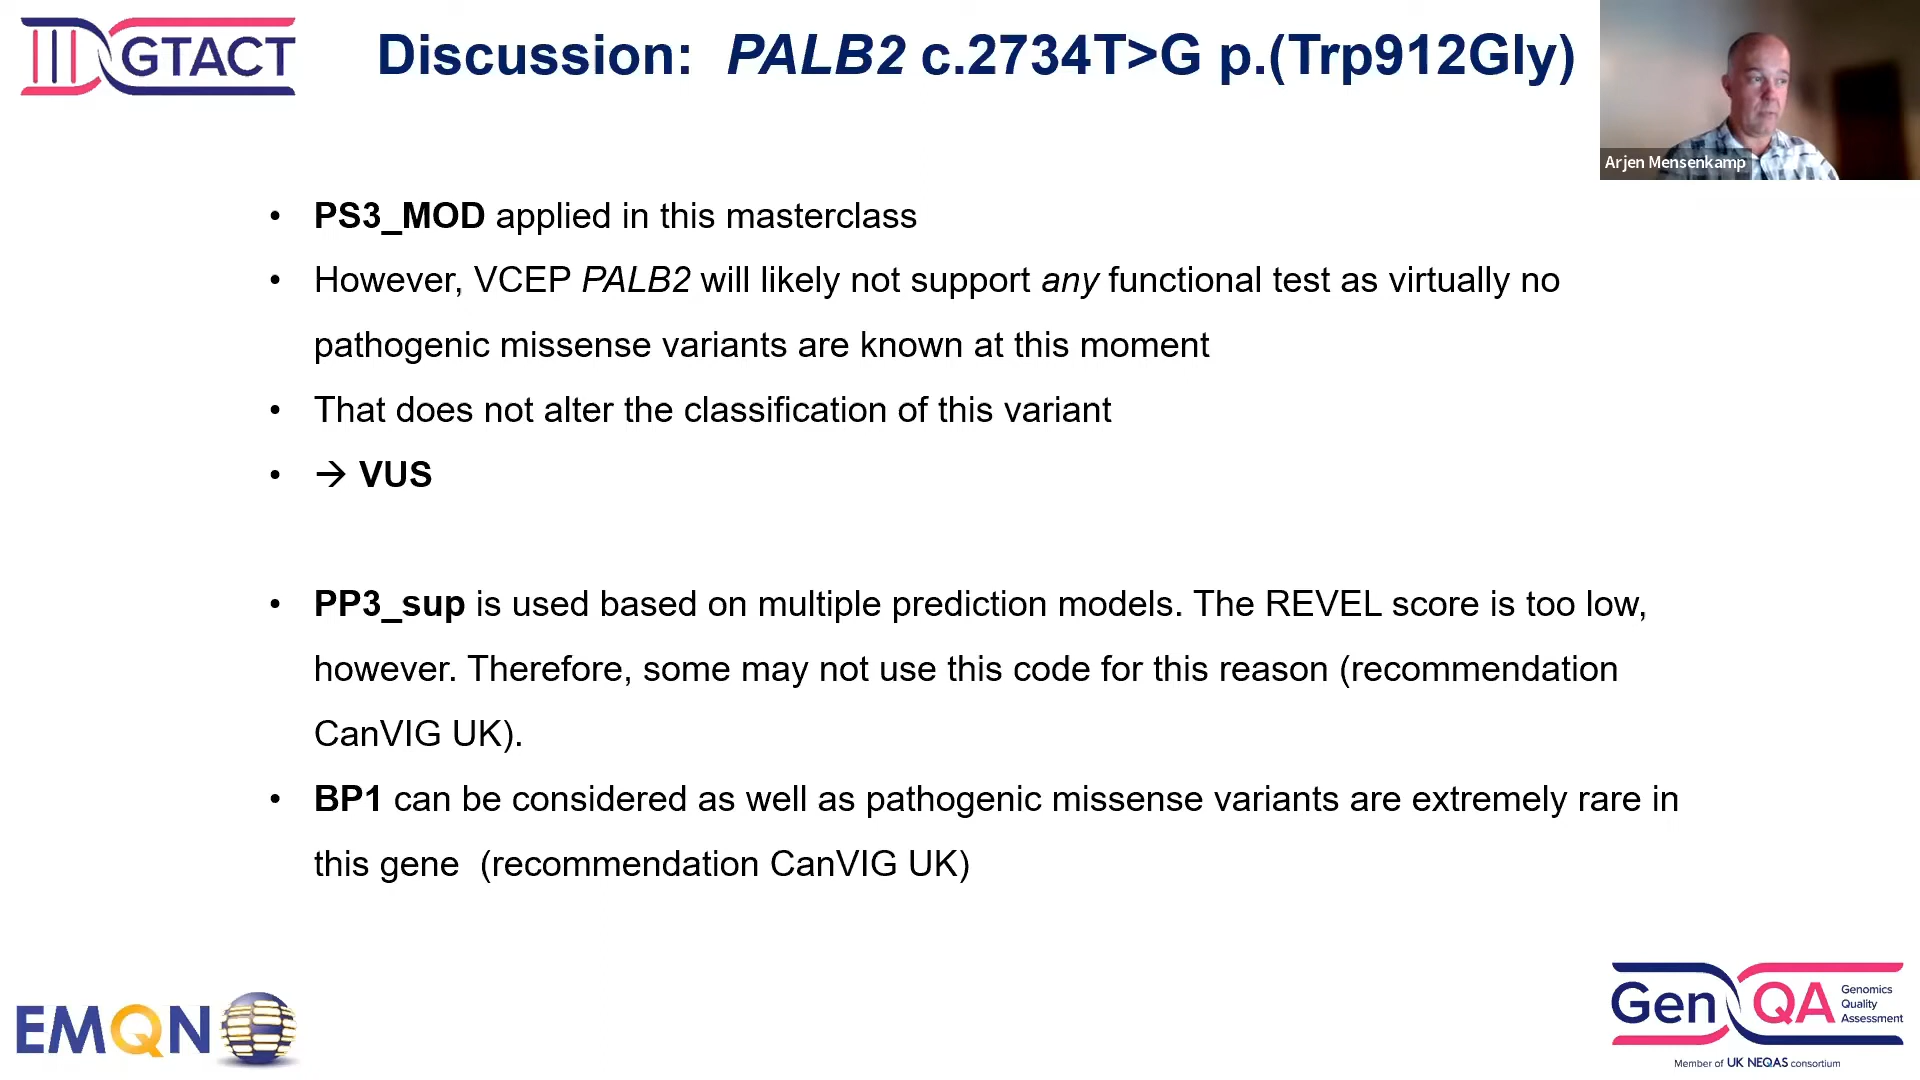 GTACT
Discussion: PALB2 c.2734T>G p.(Trp912Gly)
Arjen Mensenkamp
• PS3_MOD applied in this masterclass
• However, VCEP PALB2 will likely not support any functional test as virtually no
pathogenic missense variants are known at this moment
• That does not alter the classification of this variant
• → VUS
• PP3_sup is used based on multiple prediction models. The REVEL score is too low,
however. Therefore, some may not use this code for this reason (recommendation
CanVIG UK).
• BP1 can be considered as well as pathogenic missense variants are extremely rare in
this gene (recommendation CanVIG UK)
EMQN
GenQA
Genomics
Quality
Assessment
Member of UK NEQAS consortium